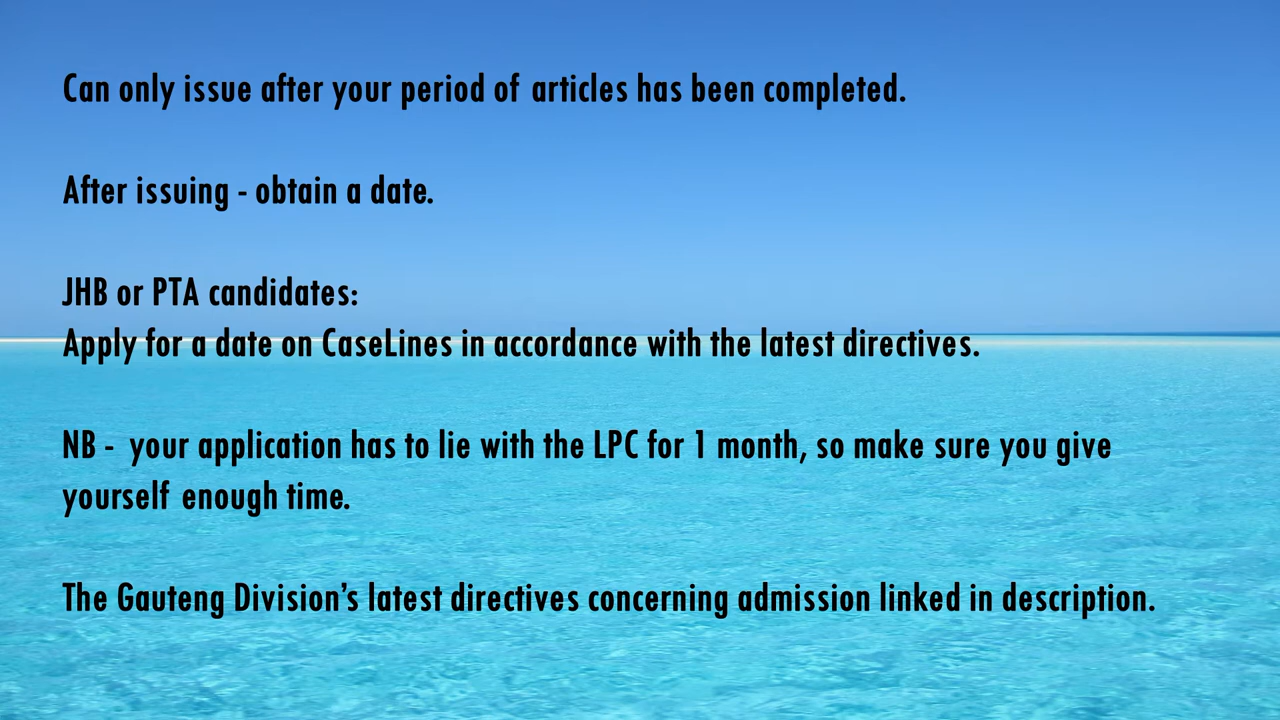 Can only issue after your period of articles has been completed.
After issuing - obtain a date.
JHB or PTA candidates:
Apply for a date on CaseLines in accordance with the latest directives.
NB - your application has to lie with the LPC for 1 month, so make sure you give
yourself enough time.
The Gauteng Division’s latest directives concerning admission linked in description.